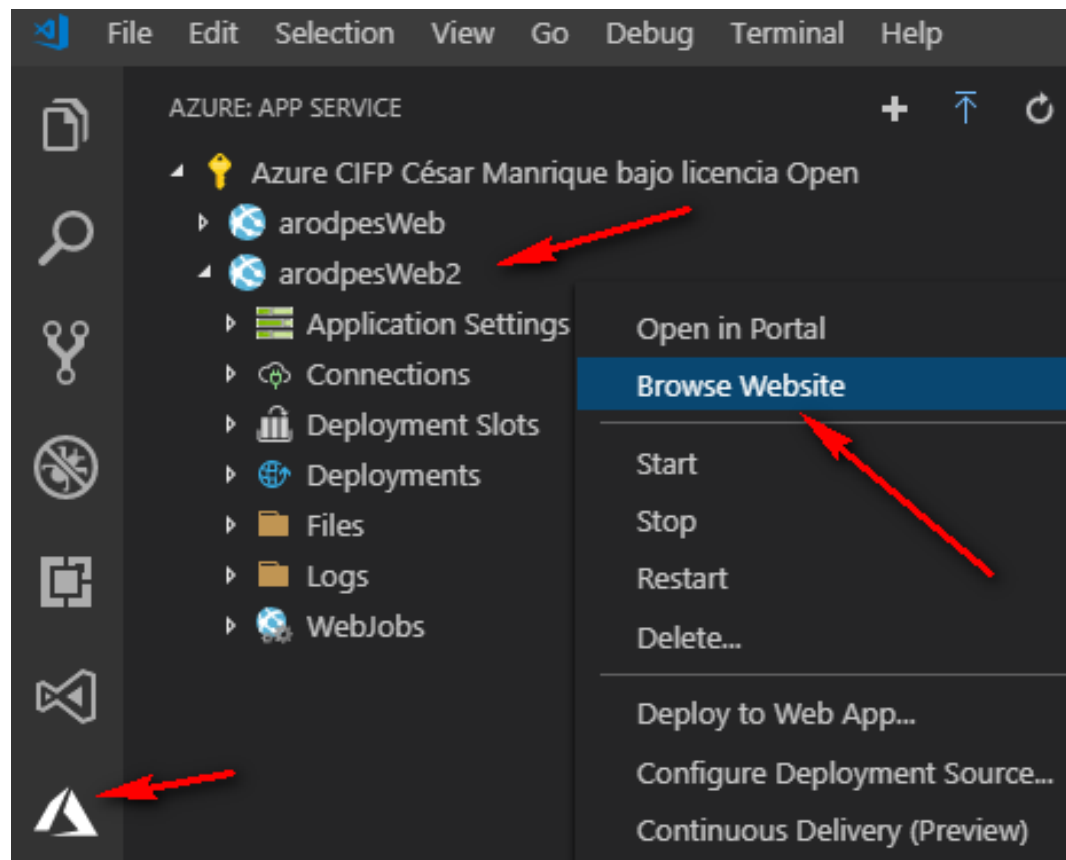 File Edit Selection View Go Debug Terminal Help
AZURE: APP SERVICE
Azure CIFP César Manrique bajo licencia Open
arodpesWeb
arodpesWeb2
Application Settings
Connections
Deployment Slots
Deployments
Files
Logs
WebJobs
Open in Portal
Browse Website
Start
Stop
Restart
Delete...
Deploy to Web App...
Configure Deployment Source...
Continuous Delivery (Preview)